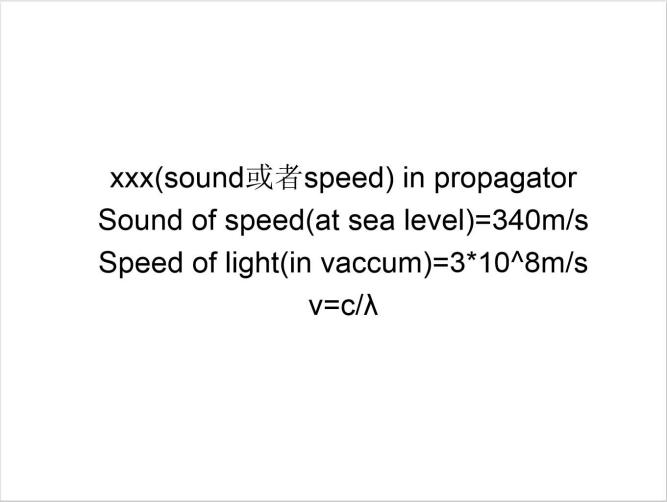 xxx(sound或者speed) in propagator
Sound of speed(at sea level)=340m/s
Speed of light(in vaccum)=3*10^8m/s
v=c/λ